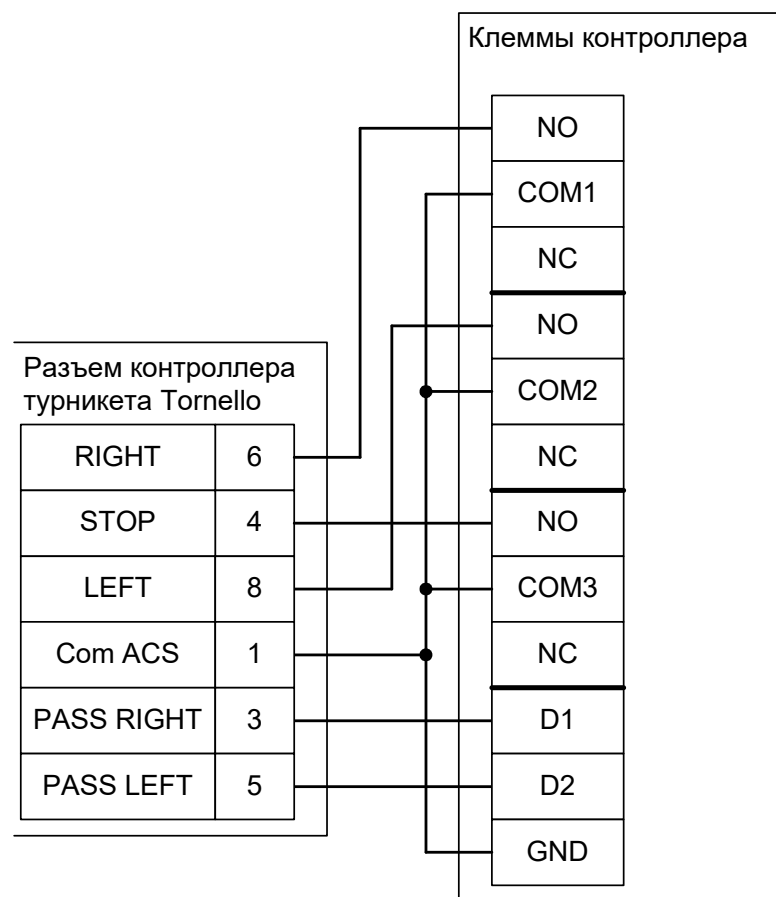 Клеммы контроллера
NO
COM1
NC
NO
COM2
NC
NO
COM3
NC
D1
D2
GND
Разъем контроллера
турникета Tornello
RIGHT 6
STOP 4
LEFT 8
Com ACS 1
PASS RIGHT 3
PASS LEFT 5